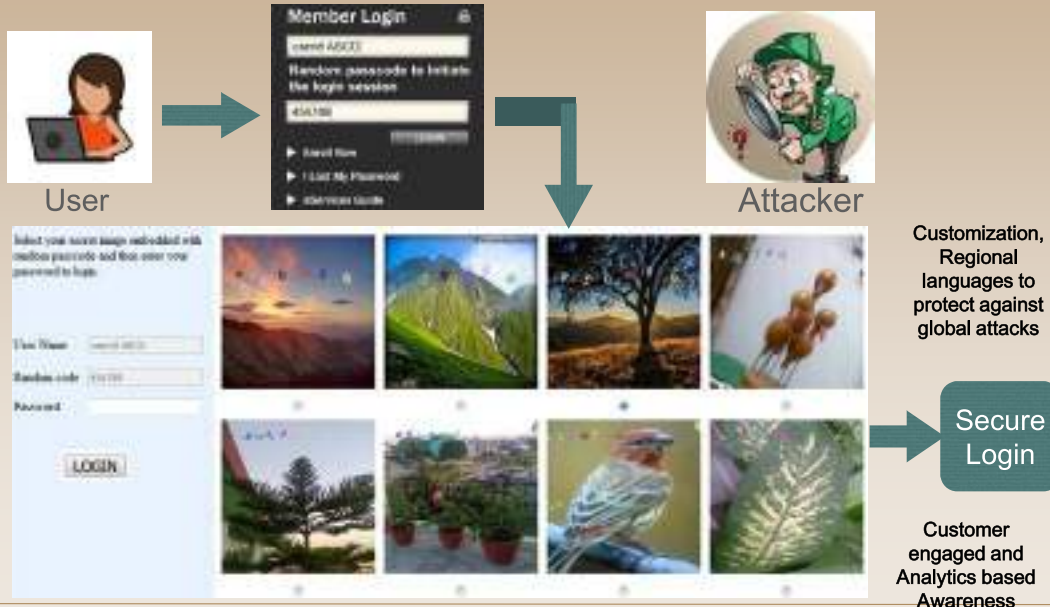 Member Login
Random passcode to Initiate
the login session
Enroll Now
I Lost My Password
eServices Guide
User
Attacker
Select your secret image embedded with
random passcode and then enter your
password to login.
User Name
Random code
Password
LOGIN
Customization,
Regional
languages to
protect against
global attacks
Secure
Login
Customer
engaged and
Analytics based
Awareness